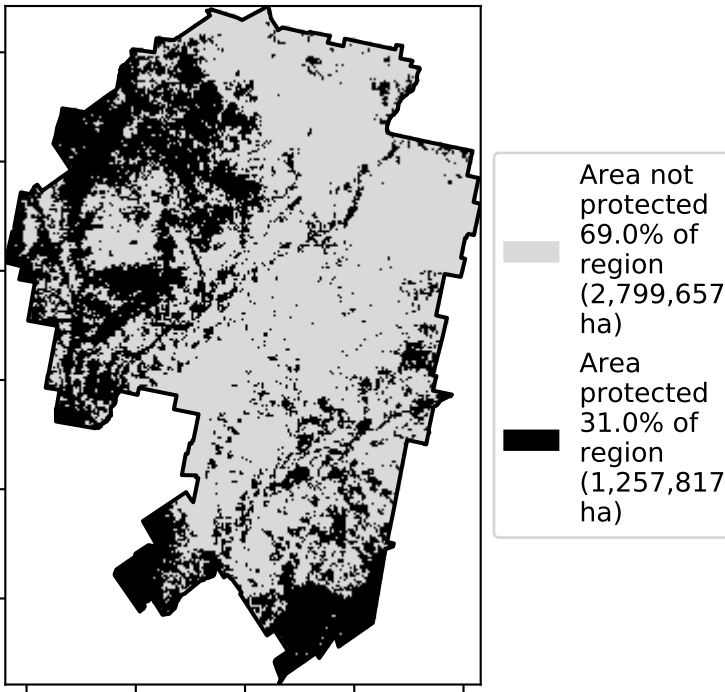 Area not
protected
69.0% of
region
(2,799,657
ha)
Area
protected
31.0% of
region
(1,257,817
ha)